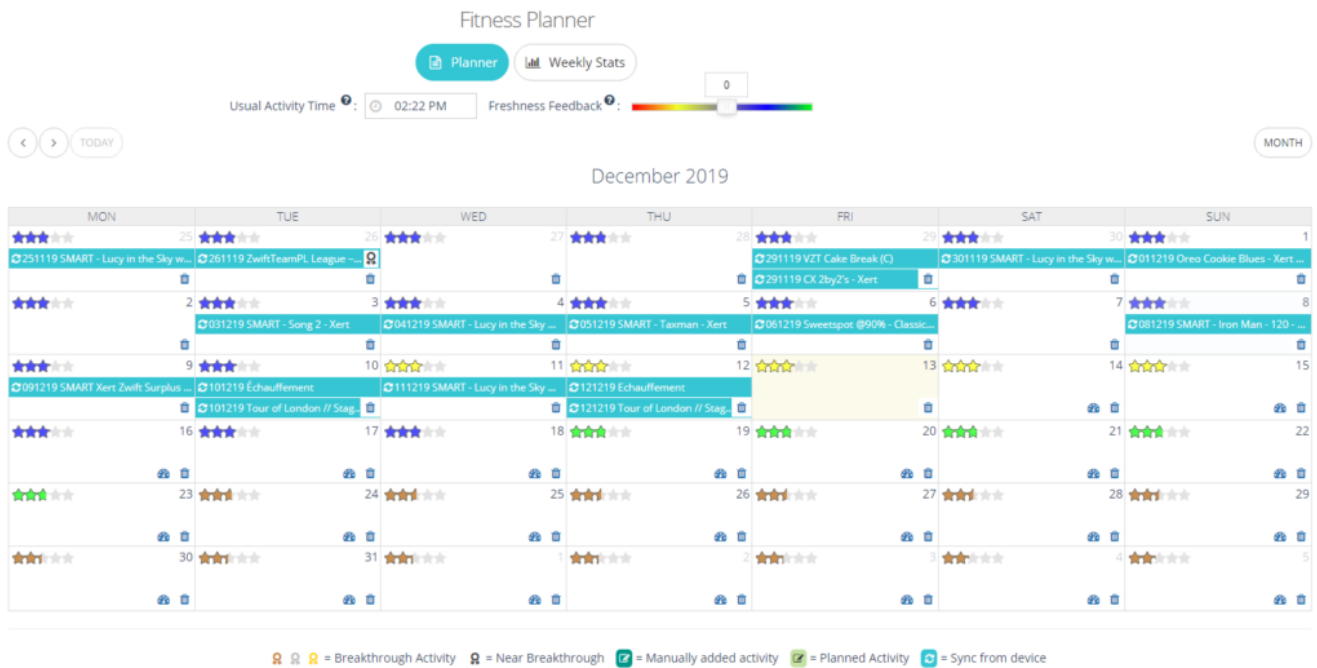 Fitness Planner
Planner Weekly Stats
0
Usual Activity Time ?: 02:22 PM Freshness Feedback ?:
< > TODAY MONTH
December 2019
MON TUE WED THU FRI SAT SUN
25 26 27 28 29 30 1
251119 SMART - Lucy in the Sky w... 261119 ZwiftTeamPL League –... 291119 VZT Cake Break (C) 301119 SMART - Lucy in the Sky w... 011219 Oreo Cookie Blues - Xert ...
291119 CX 2by2's - Xert
2 3 4 5 6 7 8
031219 SMART - Song 2 - Xert 041219 SMART - Lucy in the Sky ... 051219 SMART - Taxman - Xert 061219 Sweetspot @90% - Classic... 081219 SMART - Iron Man - 120 - ...
9 10 11 12 13 14 15
091219 SMART Xert Zwift Surplus ... 101219 Échauffement 111219 SMART - Lucy in the Sky ... 121219 Echauffement
101219 Tour of London // Stag... 121219 Tour of London // Stag...
16 17 18 19 20 21 22
23 24 25 26 27 28 29
30 31 1 2 3 4 5
= Breakthrough Activity = Near Breakthrough = Manually added activity = Planned Activity = Sync from device